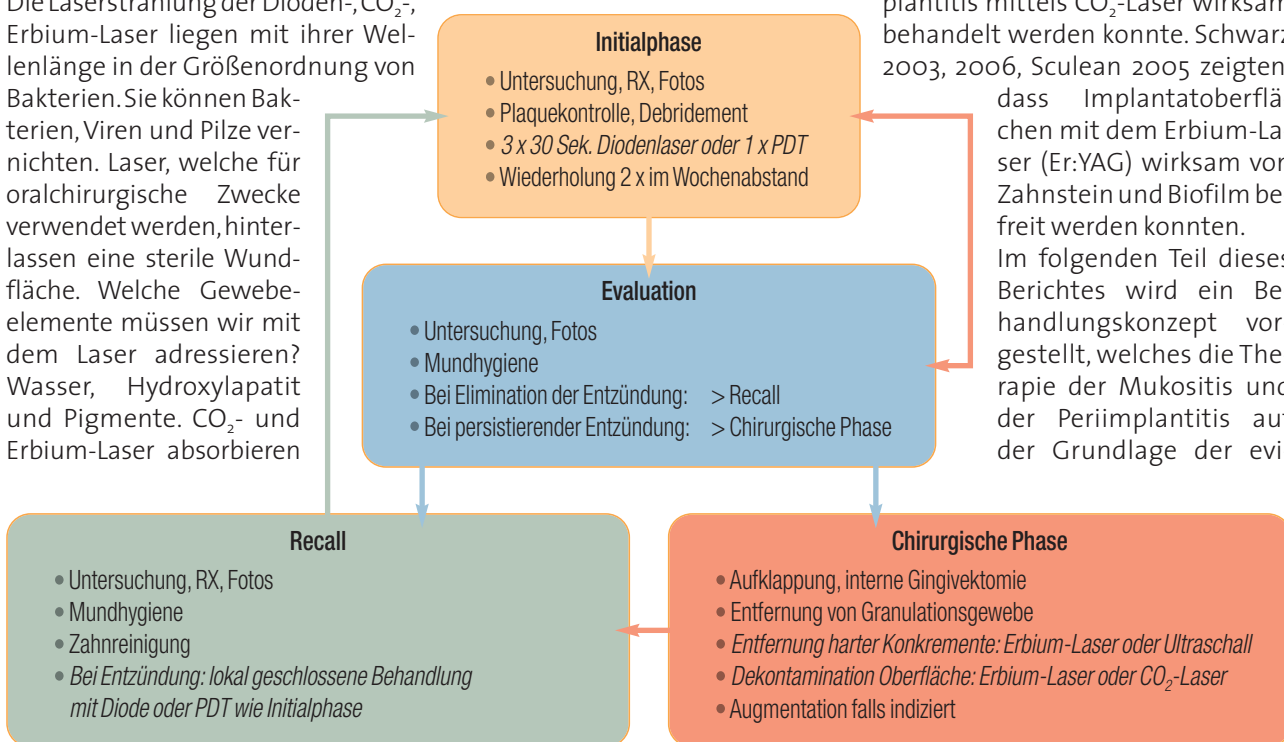 Die Laserstrahlung der Dioden-, CO₂-,
Erbium-Laser liegen mit ihrer Wel-
lenlänge in der Größenordnung von
Bakterien. Sie können Bak-
terien, Viren und Pilze ver-
nichten. Laser, welche für
oralchirurgische Zwecke
verwendet werden, hinter-
lassen eine sterile Wund-
fläche. Welche Gewebe-
elemente müssen wir mit
dem Laser adressieren?
Wasser, Hydroxylapatit
und Pigmente. CO₂- und
Erbium-Laser absorbieren
Initialphase
• Untersuchung, RX, Fotos
• Plaquekontrolle, Debridement
• 3 x 30 Sek. Diodenlaser oder 1 x PDT
• Wiederholung 2 x im Wochenabstand
Evaluation
• Untersuchung, Fotos
• Mundhygiene
• Bei Elimination der Entzündung: > Recall
• Bei persistierender Entzündung: > Chirurgische Phase
plantitis mittels CO₂-Laser wirksam
behandelt werden konnte. Schwarz
2003, 2006, Sculean 2005 zeigten
dass Implantatoberflä
chen mit dem Erbium-La
ser (Er:YAG) wirksam von
Zahnstein und Biofilm be
freit werden konnten.
Im folgenden Teil dieses
Berichtes wird ein Be
handlungskonzept vor
gestellt, welches die The
rapie der Mukositis und
der Periimplantitis auf
der Grundlage der evi
Recall
• Untersuchung, RX, Fotos
• Mundhygiene
• Zahnreinigung
• Bei Entzündung: lokal geschlossene Behandlung
mit Diode oder PDT wie Initialphase
Chirurgische Phase
• Aufklappung, interne Gingivektomie
• Entfernung von Granulationsgewebe
• Entfernung harter Konkremente: Erbium-Laser oder Ultraschall
• Dekontamination Oberfläche: Erbium-Laser oder CO₂-Laser
• Augmentation falls indiziert